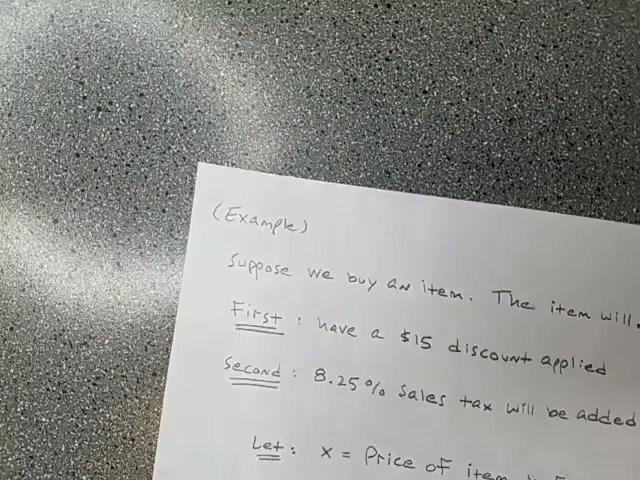 (Example)
Suppose we buy an item. The item will.
First: have a $15 discount applied
Second: 8.25% sales tax will be added
Let: x = Price of item